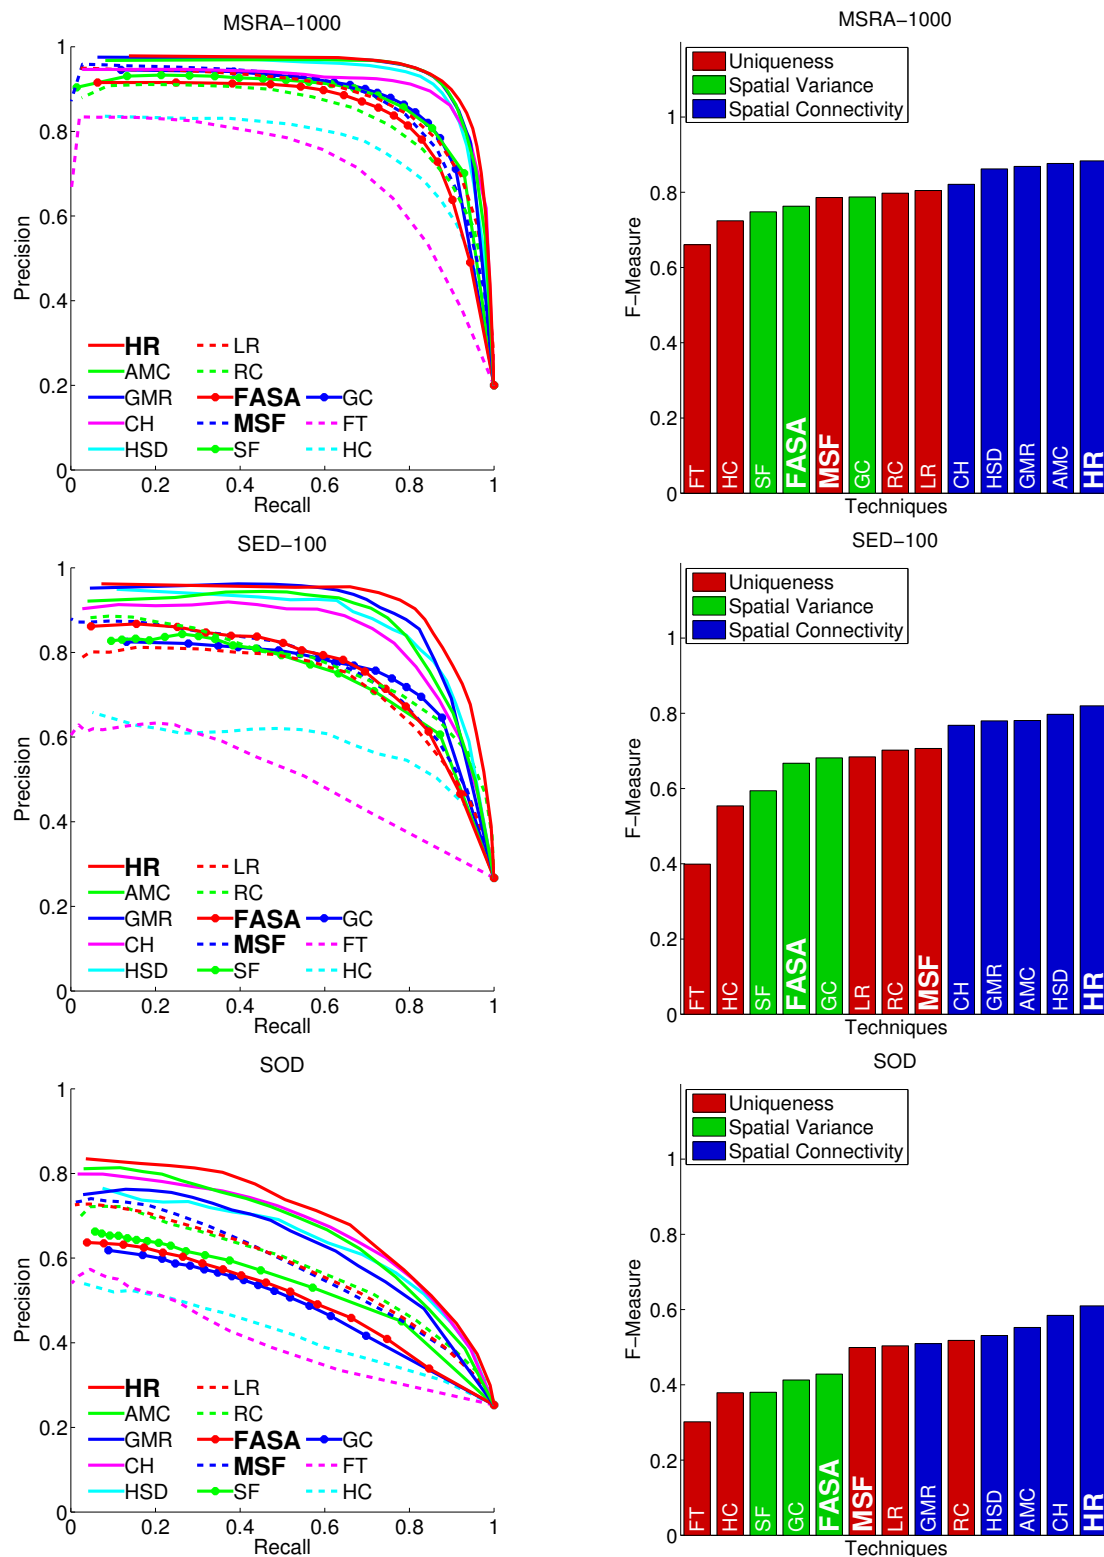 MSRA−1000
1
0.8
0.6
0.4
0.2
0
Precision
HR LR
AMC RC
GMR FASA GC
CH MSF FT
HSD SF HC
0 0.2 0.4 0.6 0.8 1
Recall
MSRA−1000
Uniqueness
Spatial Variance
Spatial Connectivity
1
0.8
0.6
0.4
0.2
0
F−Measure
FT HC SF FASA MSF GC RC LR CH HSD GMR AMC HR
Techniques
SED−100
1
0.8
0.6
0.4
0.2
0
Precision
HR LR
AMC RC
GMR FASA GC
CH MSF FT
HSD SF HC
0 0.2 0.4 0.6 0.8 1
Recall
SED−100
Uniqueness
Spatial Variance
Spatial Connectivity
1
0.8
0.6
0.4
0.2
0
F−Measure
FT HC SF FASA GC LR RC MSF CH GMR AMC HSD HR
Techniques
SOD
1
0.8
0.6
0.4
0.2
0
Precision
HR LR
AMC RC
GMR FASA GC
CH MSF FT
HSD SF HC
0 0.2 0.4 0.6 0.8 1
Recall
SOD
Uniqueness
Spatial Variance
Spatial Connectivity
1
0.8
0.6
0.4
0.2
0
F−Measure
FT HC SF GC FASA MSF LR GMR RC HSD AMC CH HR
Techniques